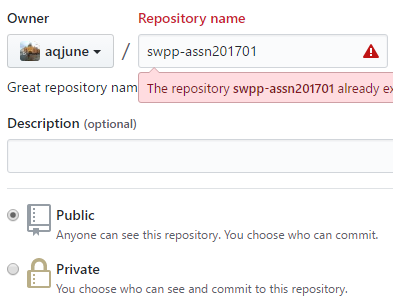 Owner Repository name
aqjune / swpp-assn201701
Great repository nam
The repository swpp-assn201701 already ex
Description (optional)
Public
Anyone can see this repository. You choose who can commit.
Private
You choose who can see and commit to this repository.